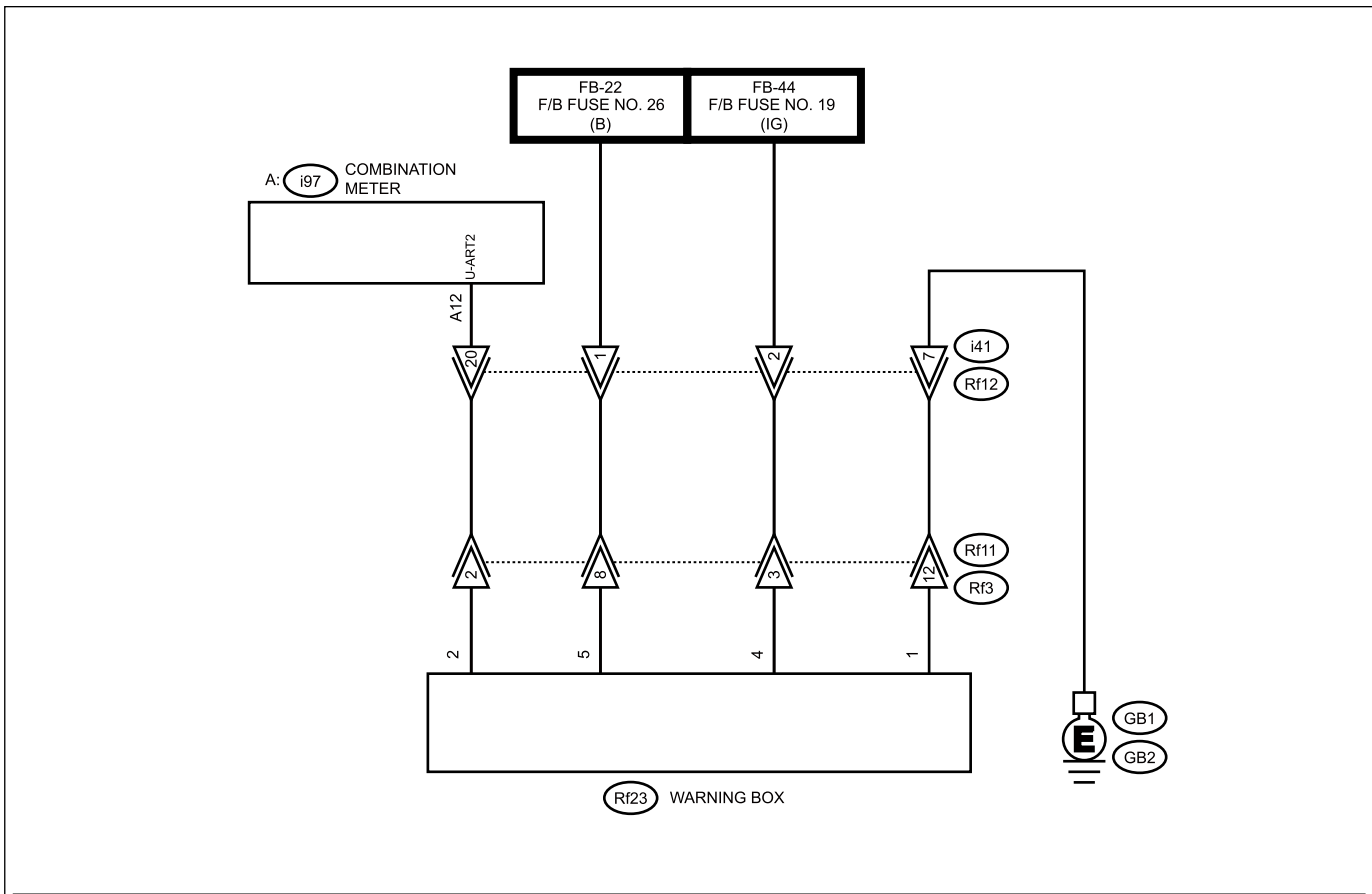 FB-22
F/B FUSE NO. 26
(B)
FB-44
F/B FUSE NO. 19
(IG)
A: i97 COMBINATION
METER
U-ART2
A12
20
1
2
7
i41
Rf12
2
8
3
12
Rf11
Rf3
2
5
4
1
E
GB1
GB2
Rf23 WARNING BOX